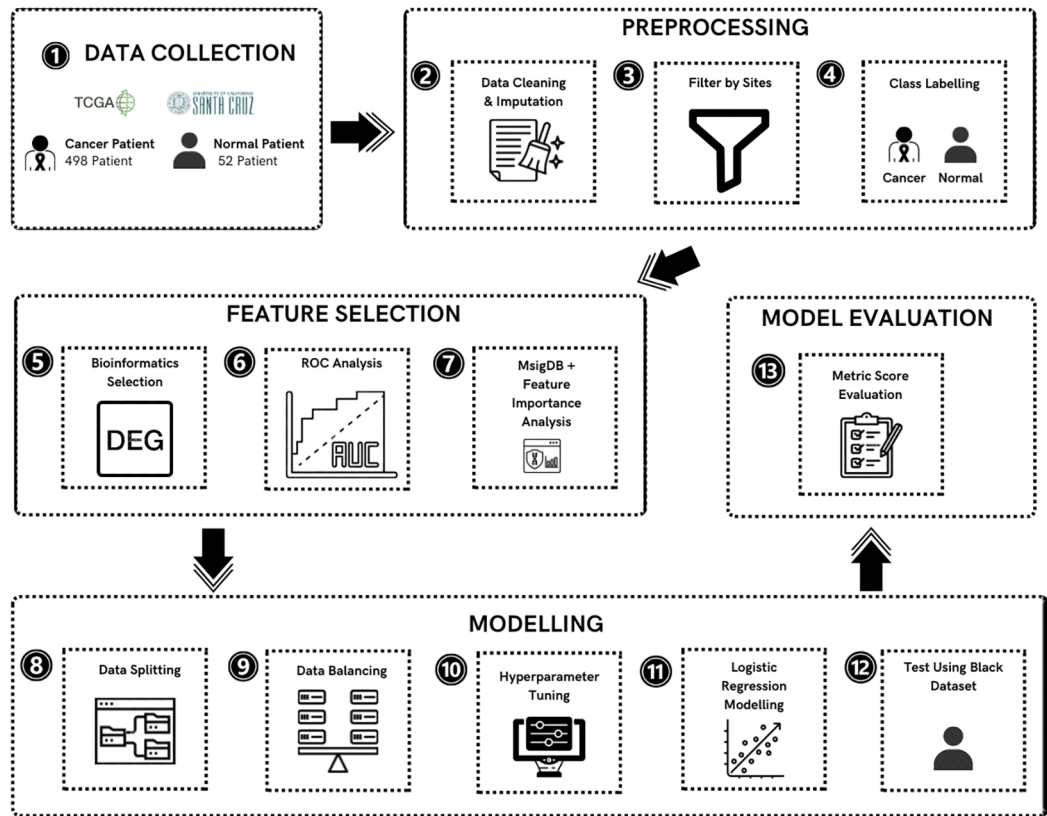 1 DATA COLLECTION
TCGA
UNIVERSITY OF CALIFORNIA
SANTA CRUZ
Cancer Patient
498 Patient
Normal Patient
52 Patient
PREPROCESSING
2
Data Cleaning
& Imputation
3
Filter by Sites
4
Class Labelling
Cancer Normal
FEATURE SELECTION
5
Bioinformatics
Selection
DEG
6
ROC Analysis
AUC
7
MsigDB +
Feature
Importance
Analysis
MODELLING
8
Data Splitting
9
Data Balancing
10
Hyperparameter
Tuning
11
Logistic
Regression
Modelling
12
Test Using Black
Dataset
MODEL EVALUATION
13
Metric Score
Evaluation